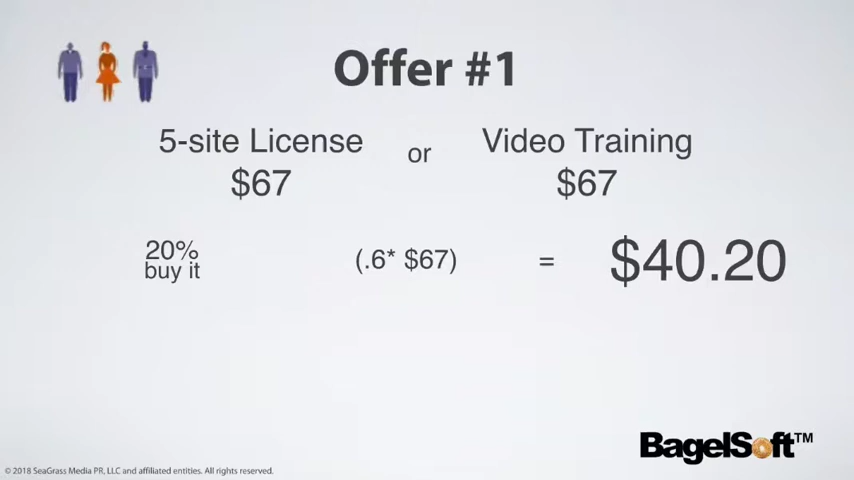 Offer #1
5-site License
$67
or
Video Training
$67
20%
buy it
(.6* $67)
=
$40.20
BagelSoft™
© 2018 SeaGrass Media PR, LLC and affiliated entities. All rights reserved.